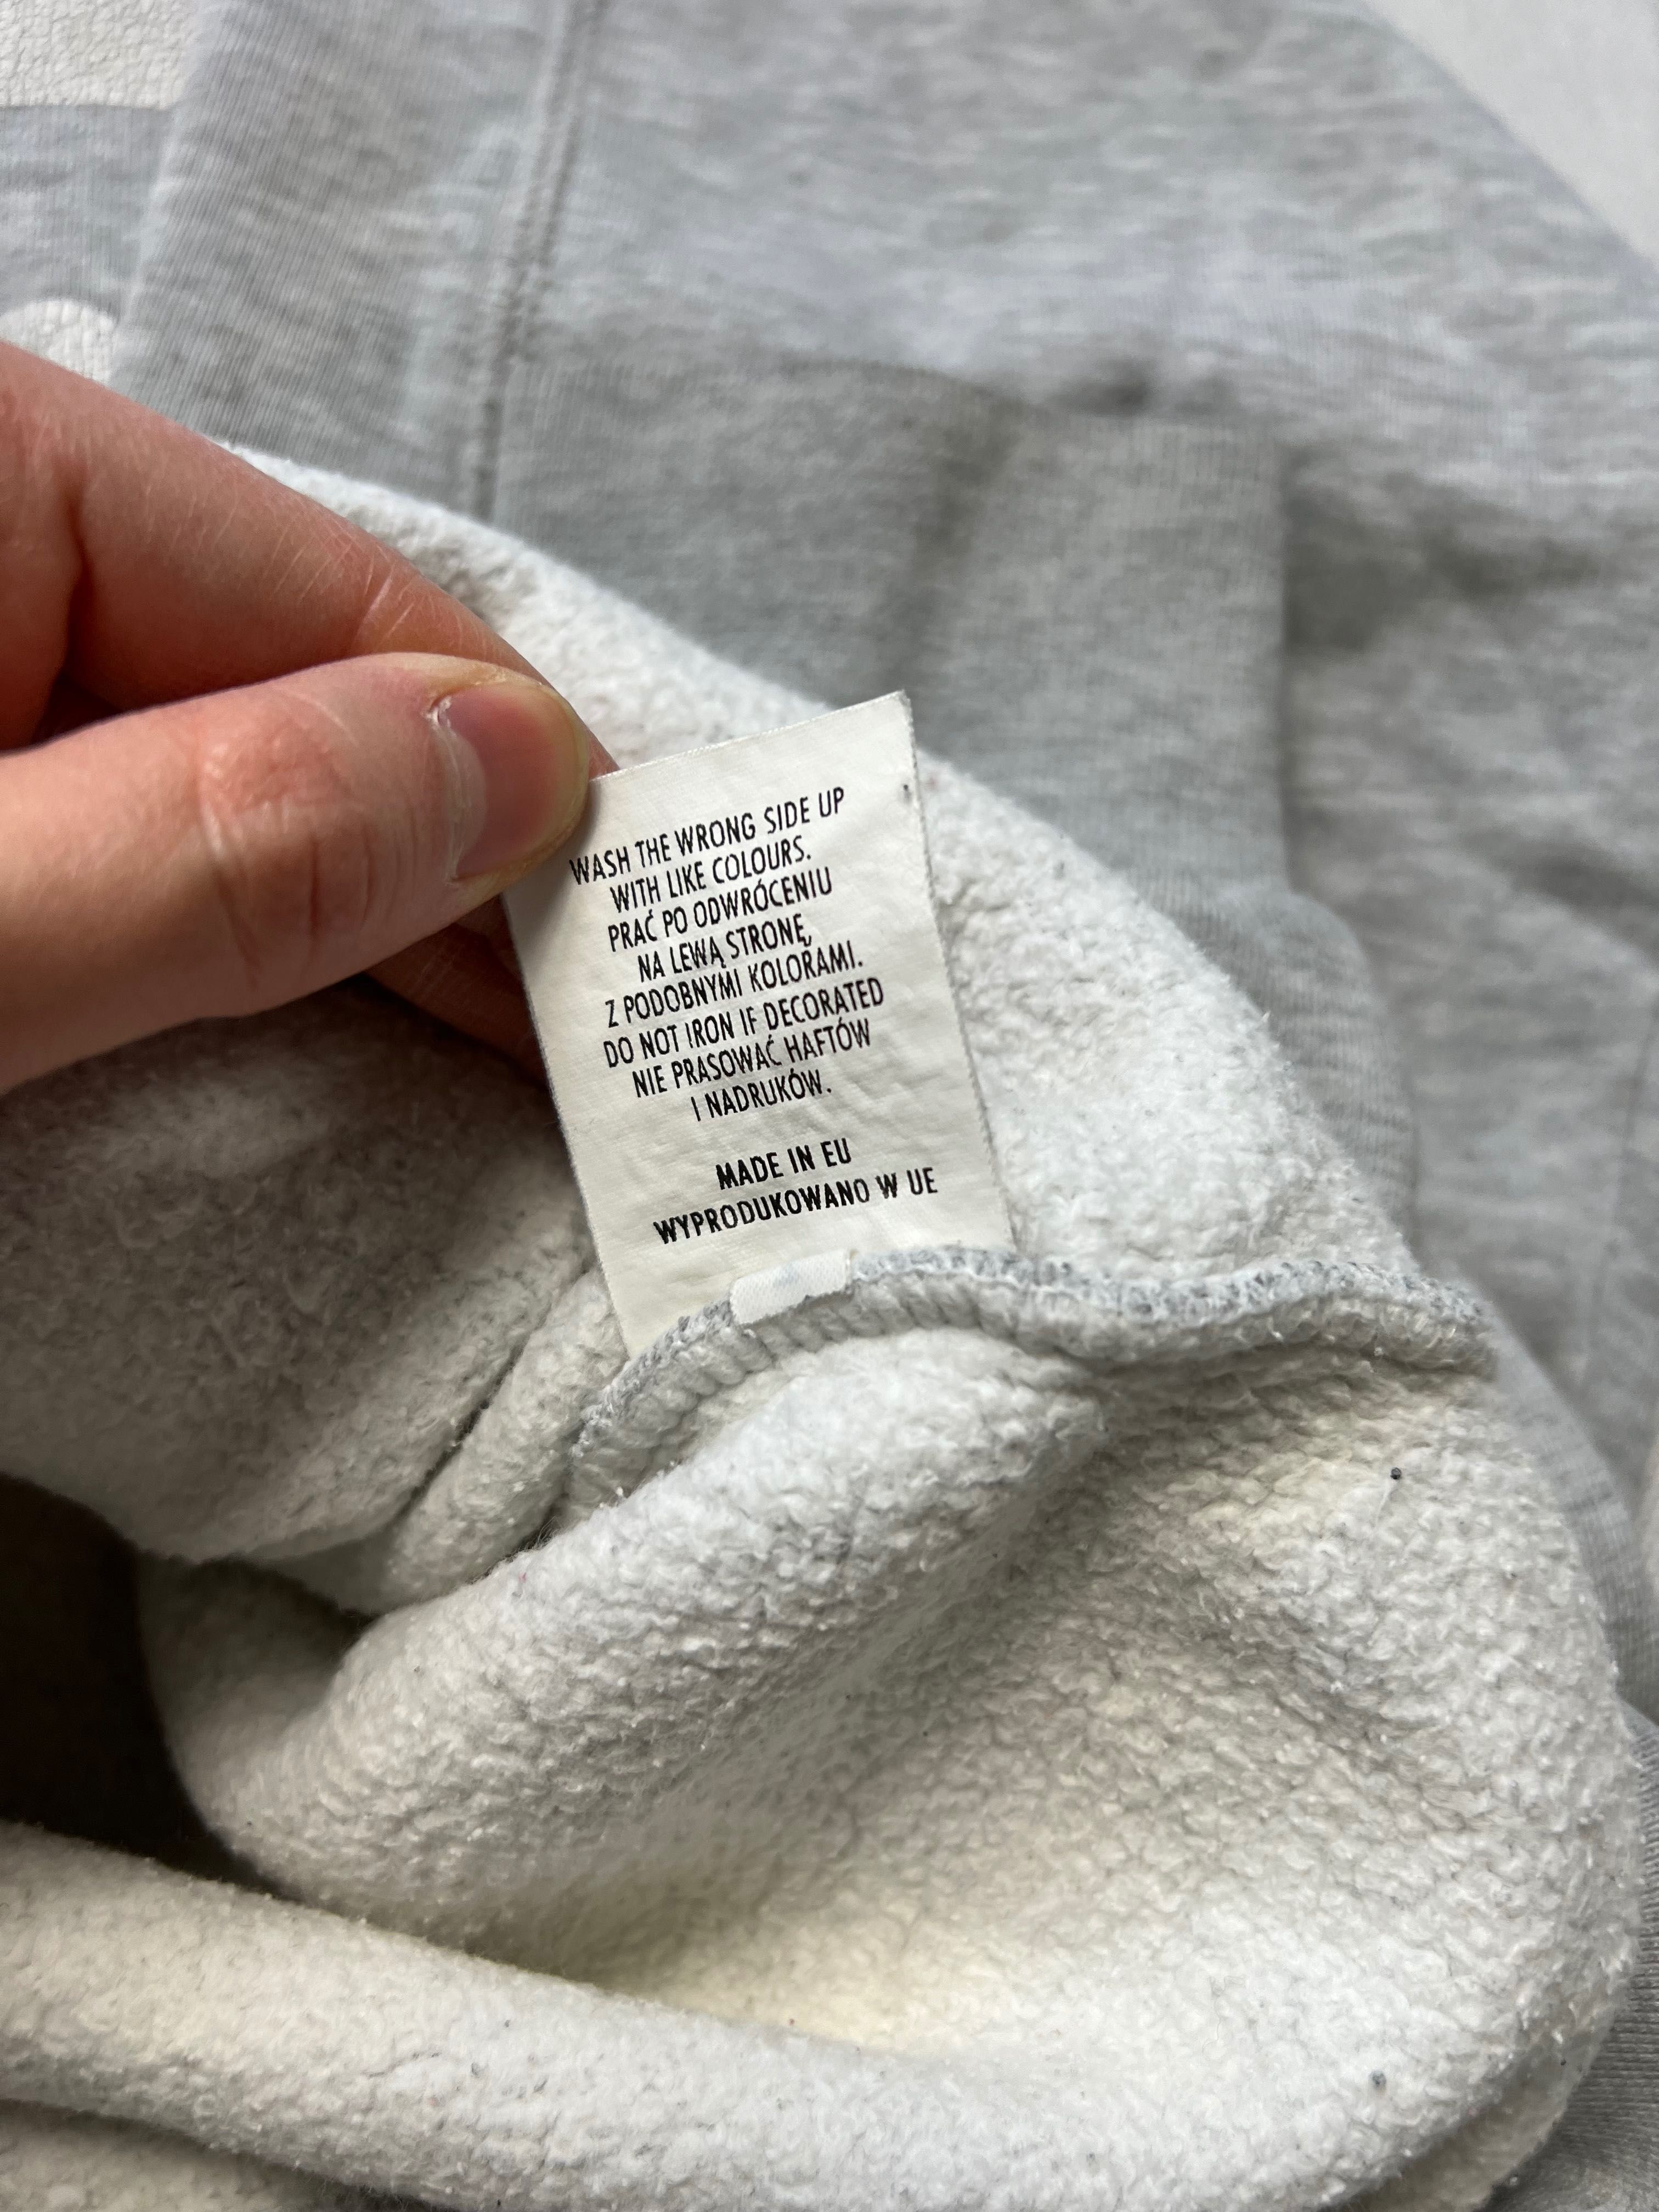 WASH THE WRONG SIDE UP
WITH LIKE COLOURS.
PRAĆ PO ODWRÓCENIU
NA LEWĄ STRONĘ,
Z PODOBNYMI KOLORAMI.
DO NOT IRON IF DECORATED
NIE PRASOWAĆ HAFTÓW
I NADRUKÓW.
MADE IN EU
WYPRODUKOWANO W UE